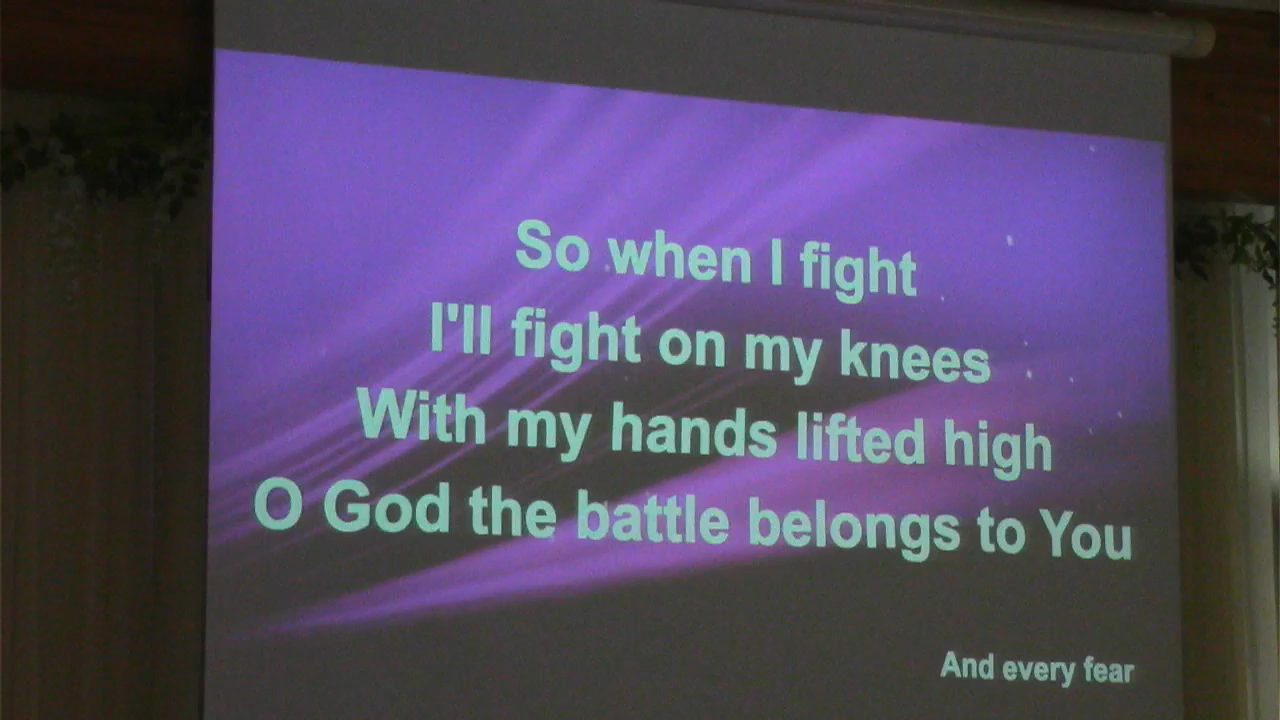 So when I fight
I'll fight on my knees
With my hands lifted high
O God the battle belongs to You
And every fear